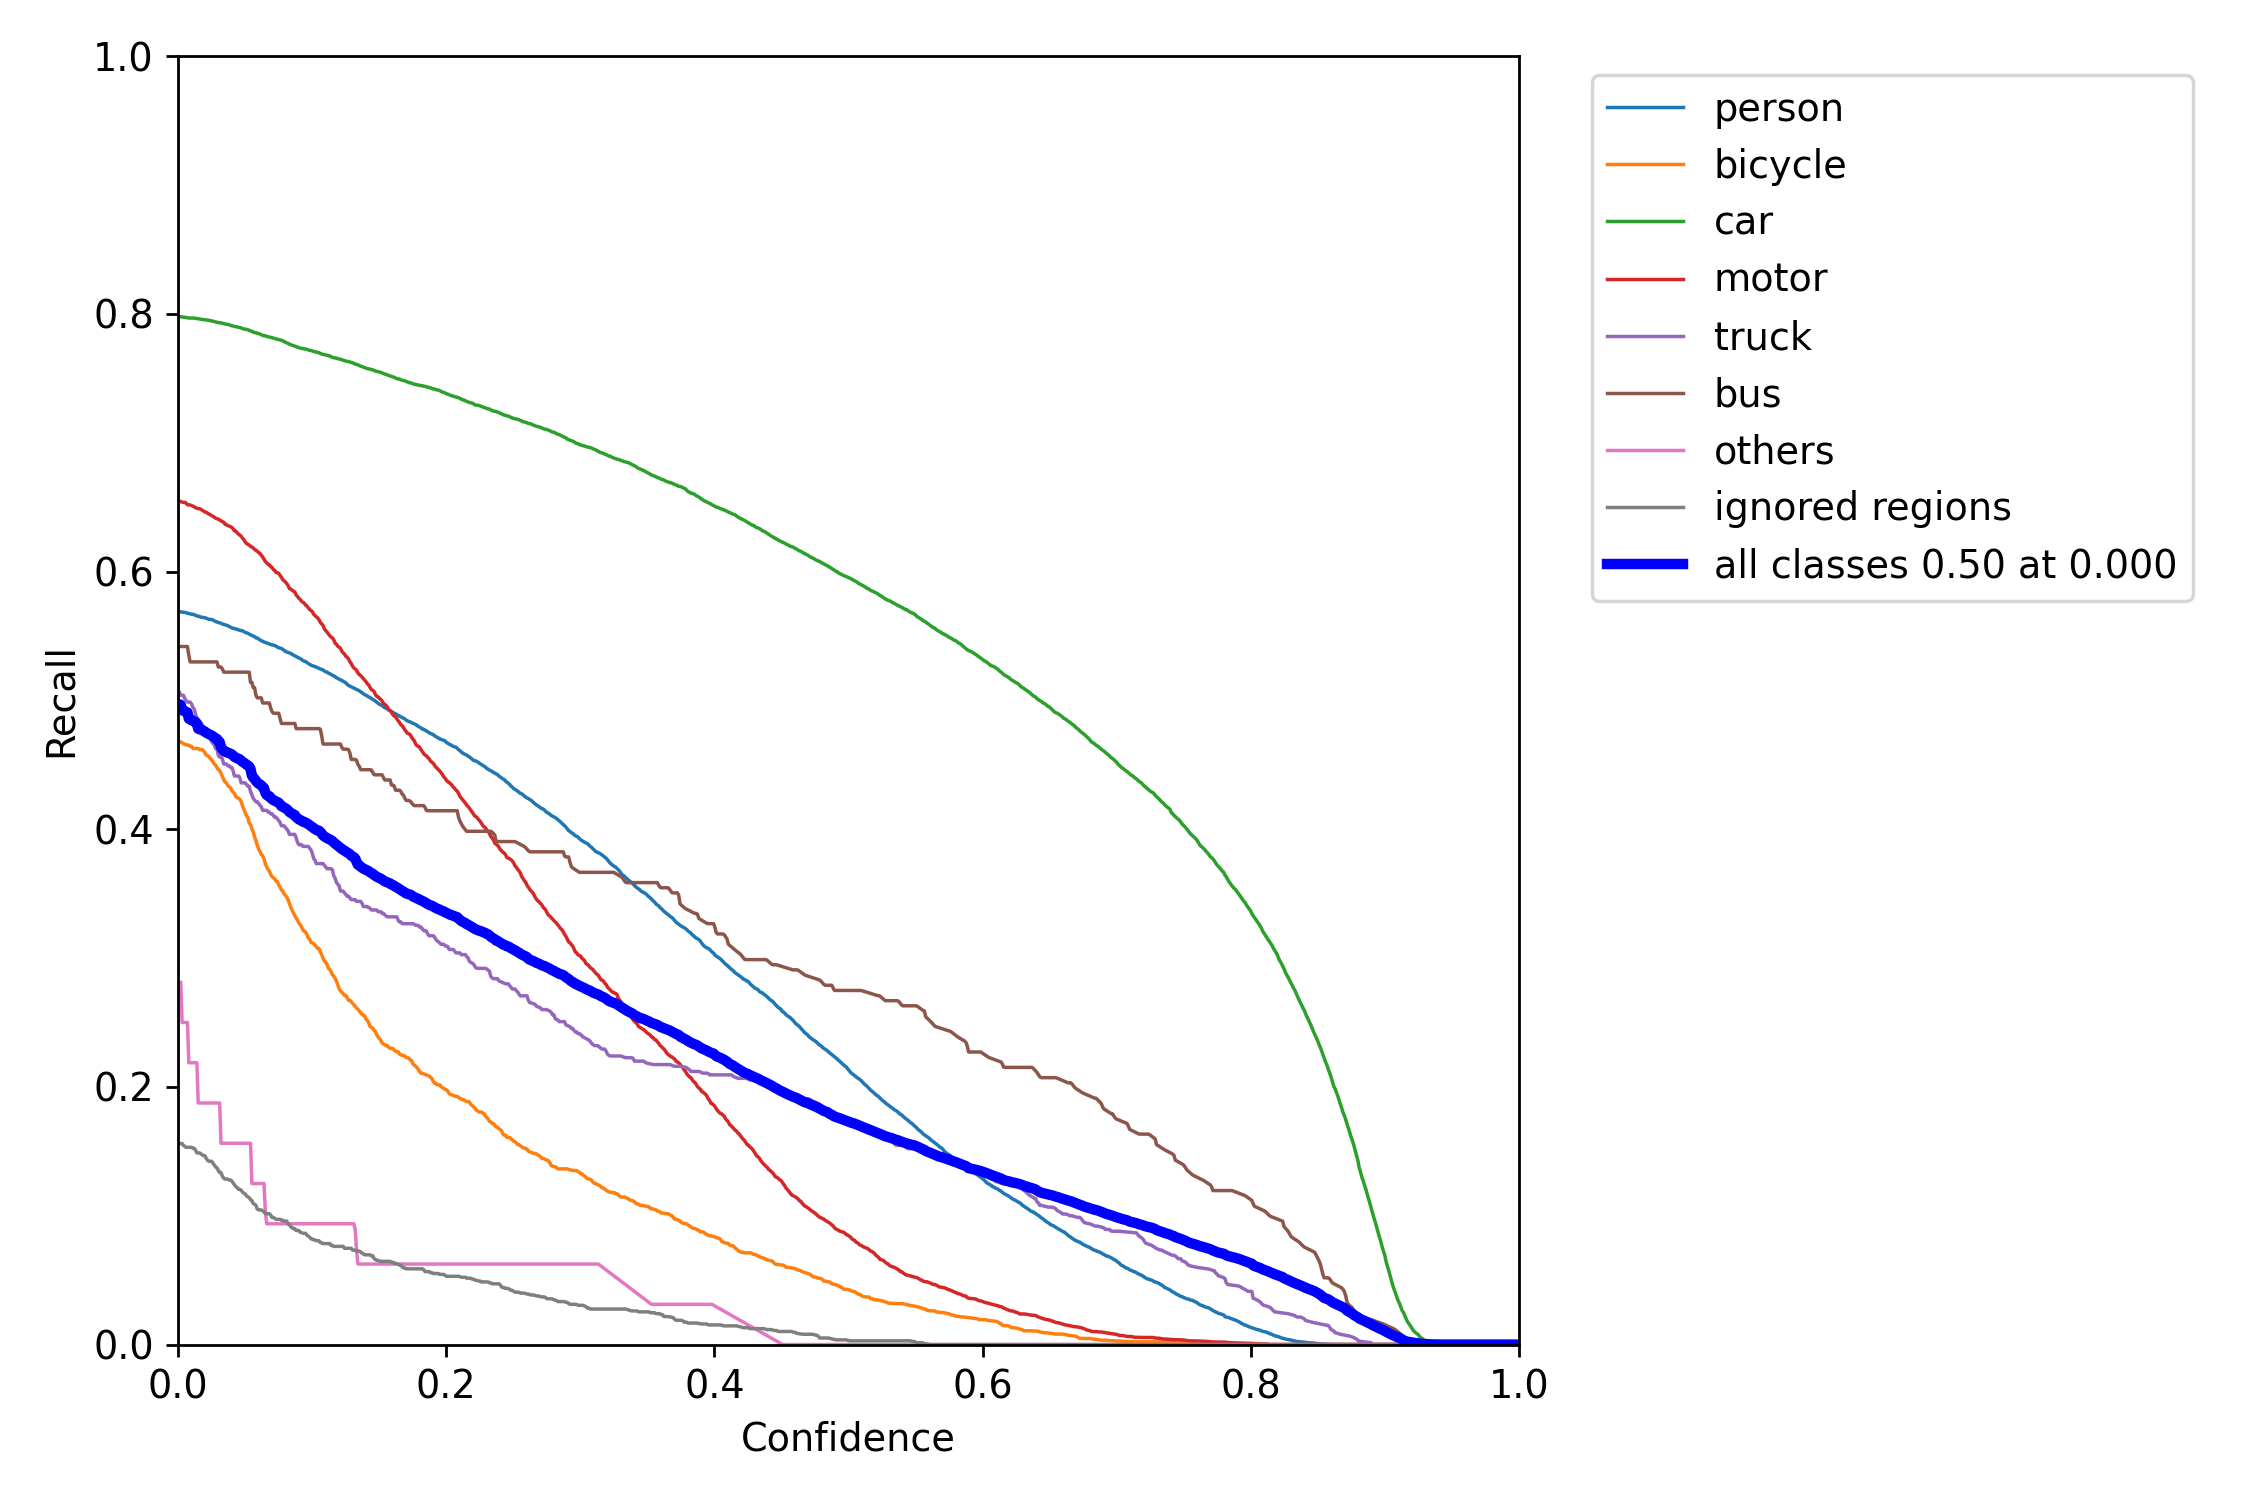 1.0
0.8
0.6
0.4
0.2
0.0
Recall
0.0 0.2 0.4 0.6 0.8 1.0
Confidence
person
bicycle
car
motor
truck
bus
others
ignored regions
all classes 0.50 at 0.000